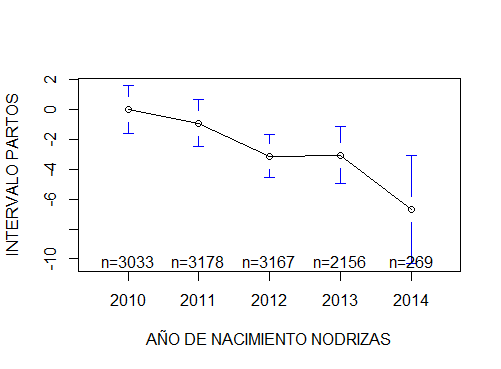 INTERVALO PARTOS
2
0
-2
-4
-6
-10
n=3033 n=3178 n=3167 n=2156 n=269
2010 2011 2012 2013 2014
AÑO DE NACIMIENTO NODRIZAS